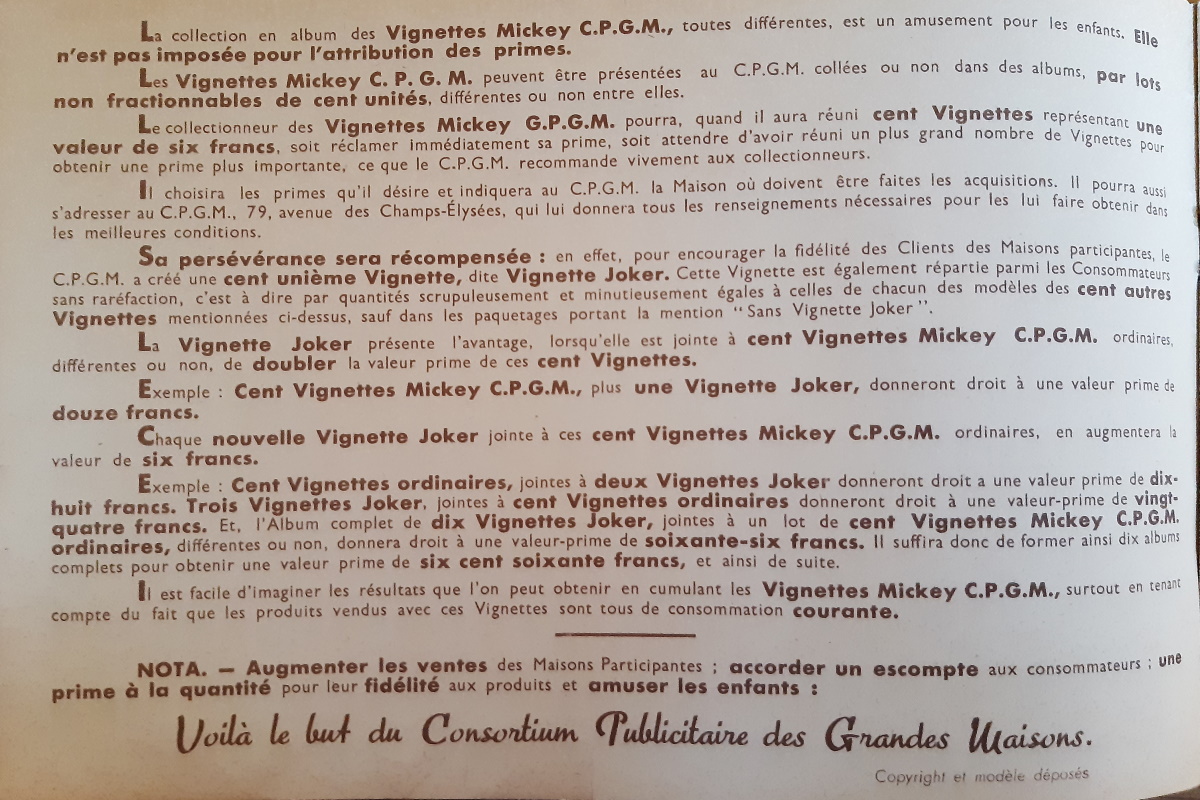 La collection en album des Vignettes Mickey C.P.G.M., toutes différentes, est un amusement pour les enfants. Elle
n'est pas imposée pour l'attribution des primes.
Les Vignettes Mickey C. P. G. M. peuvent être présentées au C.P.G.M. collées ou non dans des albums, par lots
non fractionnables de cent unités, différentes ou non entre elles.
Le collectionneur des Vignettes Mickey G.P.G.M. pourra, quand il aura réuni cent Vignettes représentant une
valeur de six francs, soit réclamer immédiatement sa prime, soit attendre d'avoir réuni un plus grand nombre de Vignettes pour
obtenir une prime plus importante, ce que le C.P.G.M. recommande vivement aux collectionneurs.
Il choisira les primes qu'il désire et indiquera au C.P.G.M. la Maison où doivent être faites les acquisitions. Il pourra aussi
s'adresser au C.P.G.M., 79, avenue des Champs-Élysées, qui lui donnera tous les renseignements nécessaires pour les lui faire obtenir dans
les meilleures conditions.
Sa persévérance sera récompensée : en effet, pour encourager la fidélité des Clients des Maisons participantes, le
C.P.G.M. a créé une cent unième Vignette, dite Vignette Joker. Cette Vignette est également répartie parmi les Consommateurs
sans raréfaction, c'est à dire par quantités scrupuleusement et minutieusement égales à celles de chacun des modèles des cent autres
Vignettes mentionnées ci-dessus, sauf dans les paquetages portant la mention "Sans Vignette Joker".
La Vignette Joker présente l'avantage, lorsqu'elle est jointe à cent Vignettes Mickey C.P.G.M. ordinaires,
différentes ou non, de doubler la valeur prime de ces cent Vignettes.
Exemple : Cent Vignettes Mickey C.P.G.M., plus une Vignette Joker, donneront droit à une valeur prime de
douze francs.
Chaque nouvelle Vignette Joker jointe à ces cent Vignettes Mickey C.P.G.M. ordinaires, en augmentera la
valeur de six francs.
Exemple : Cent Vignettes ordinaires, jointes à deux Vignettes Joker donneront droit a une valeur prime de dix-
huit francs. Trois Vignettes Joker, jointes à cent Vignettes ordinaires donneront droit à une valeur-prime de vingt-
quatre francs. Et, l'Album complet de dix Vignettes Joker, jointes à un lot de cent Vignettes Mickey C.P.G.M.
ordinaires, différentes ou non, donnera droit à une valeur-prime de soixante-six francs. Il suffira donc de former ainsi dix albums
complets pour obtenir une valeur prime de six cent soixante francs, et ainsi de suite.
Il est facile d'imaginer les résultats que l'on peut obtenir en cumulant les Vignettes Mickey C.P.G.M., surtout en tenant
compte du fait que les produits vendus avec ces Vignettes sont tous de consommation courante.
NOTA. — Augmenter les ventes des Maisons Participantes ; accorder un escompte aux consommateurs ; une
prime à la quantité pour leur fidélité aux produits et amuser les enfants :
Voilà le but du Consortium Publicitaire des Grandes Maisons.
Copyright et modèle déposés